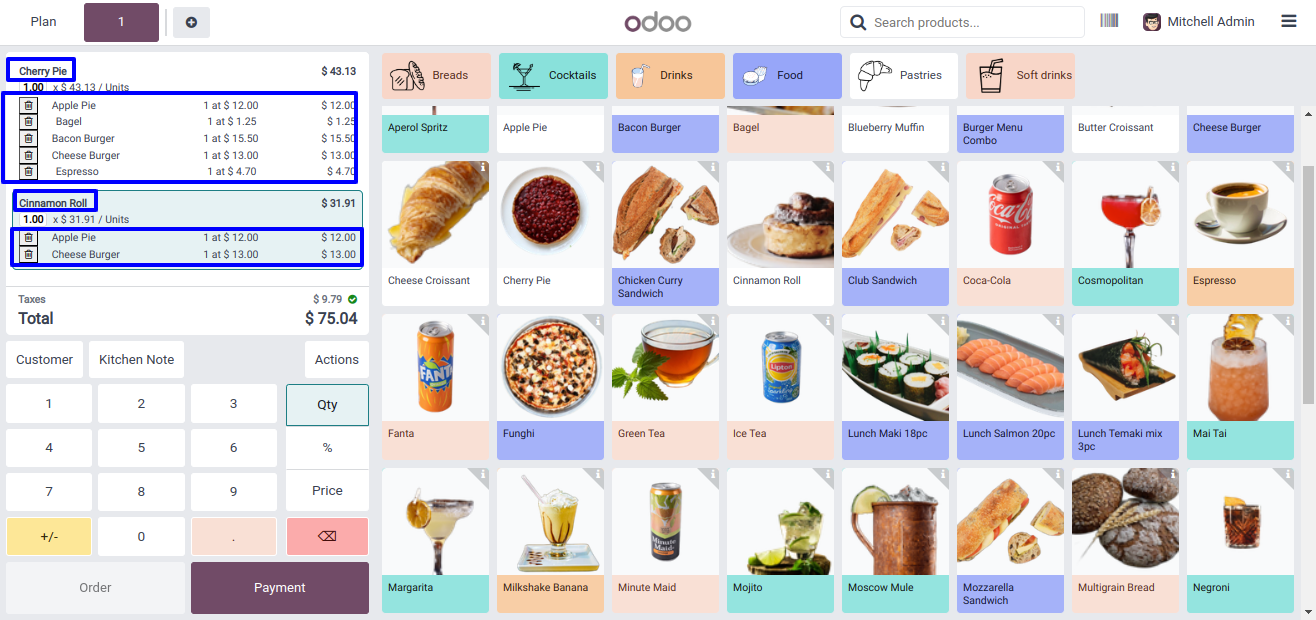 Plan
1
odoo
Search products...
Mitchell Admin
Cherry Pie $ 43.13
1.00 x $ 43.13 / Units
Apple Pie 1 at $ 12.00 $ 12.00
Bagel 1 at $ 1.25 $ 1.25
Bacon Burger 1 at $ 15.50 $ 15.50
Cheese Burger 1 at $ 13.00 $ 13.00
Espresso 1 at $ 4.70 $ 4.70
Cinnamon Roll $ 31.91
1.00 x $ 31.91 / Units
Apple Pie 1 at $ 12.00 $ 12.00
Cheese Burger 1 at $ 13.00 $ 13.00
Taxes $ 9.79
Total $ 75.04
Customer Kitchen Note Actions
1 2 3 Qty
4 5 6 %
7 8 9 Price
+/- 0 .
Order Payment
Breads Cocktails Drinks Food Pastries Soft drinks
Aperol Spritz
Apple Pie
Bacon Burger
Bagel
Blueberry Muffin
Burger Menu
Combo
Butter Croissant
Cheese Burger
Cheese Croissant
Cherry Pie
Chicken Curry
Sandwich
Cinnamon Roll
Club Sandwich
Coca-Cola
Coca-Cola
Cosmopolitan
Espresso
FANTA
Fanta
Funghi
Green Tea
Lipton
Ice Tea
Lunch Maki 18pc
Lunch Salmon 20pc
Lunch Temaki mix
3pc
Mai Tai
Margarita
Milkshake Banana
Minute
Maid
Minute Maid
Mojito
Moscow Mule
Mozzarella
Sandwich
Multigrain Bread
Negroni